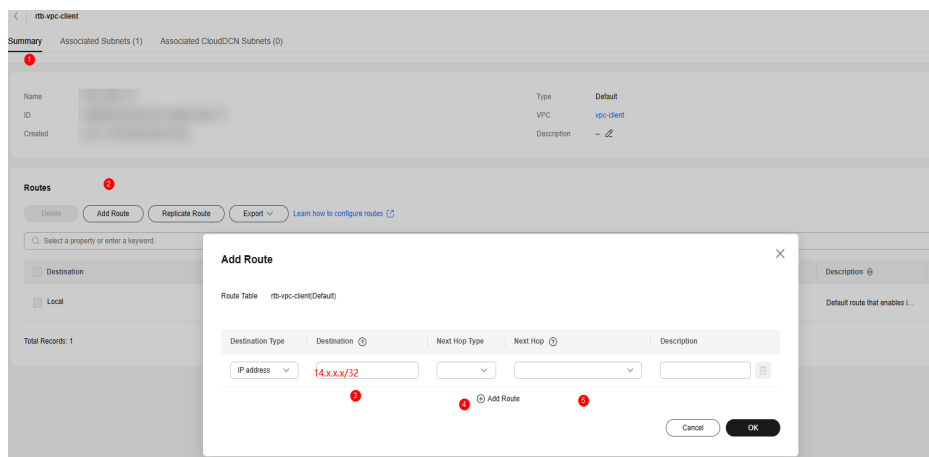 rtb-vpc-client
Summary Associated Subnets (1) Associated CloudDCN Subnets (0)
1
Name Type Default
ID VPC vpc-client
Created Description --
Routes 2
Delete Add Route Replicate Route Export Learn how to configure routes
Select a property or enter a keyword.
Add Route
Destination Description
Route Table rtb-vpc-client(Default)
Local Default route that enables i...
Total Records: 1
Destination Type Destination Next Hop Type Next Hop Description
IP address 14.x.x.x/32
3
4 Add Route 5
Cancel OK